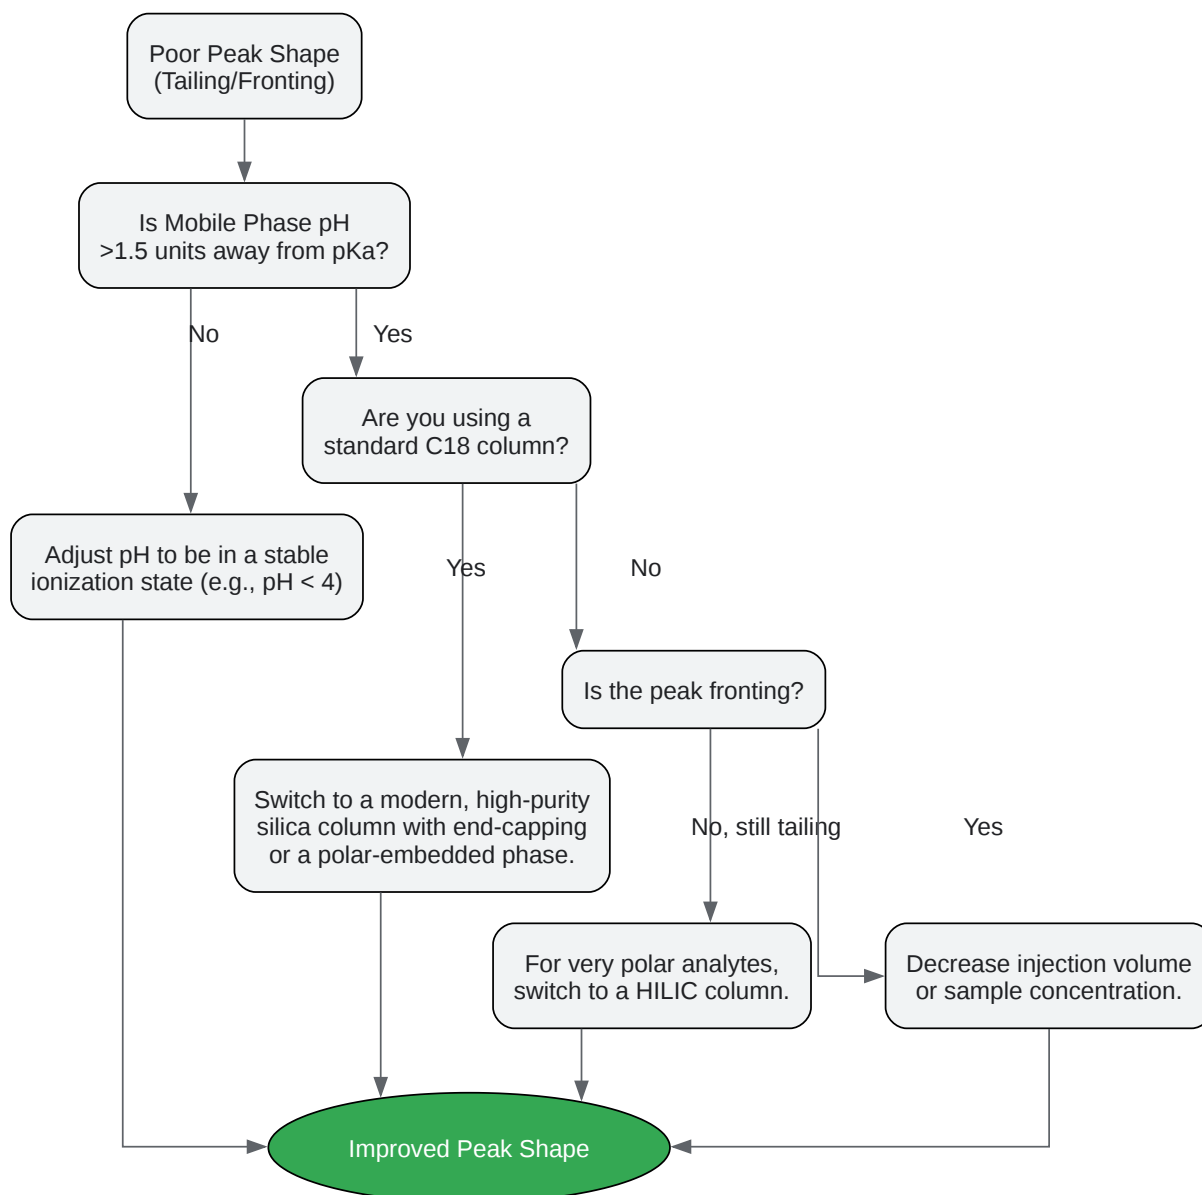 Poor Peak Shape
(Tailing/Fronting)
Is Mobile Phase pH
>1.5 units away from pKa?
No
Yes
Are you using a
standard C18 column?
Adjust pH to be in a stable
ionization state (e.g., pH < 4)
Yes
No
Is the peak fronting?
Switch to a modern, high-purity
silica column with end-capping
or a polar-embedded phase.
No, still tailing
Yes
For very polar analytes,
switch to a HILIC column.
Decrease injection volume
or sample concentration.
Improved Peak Shape